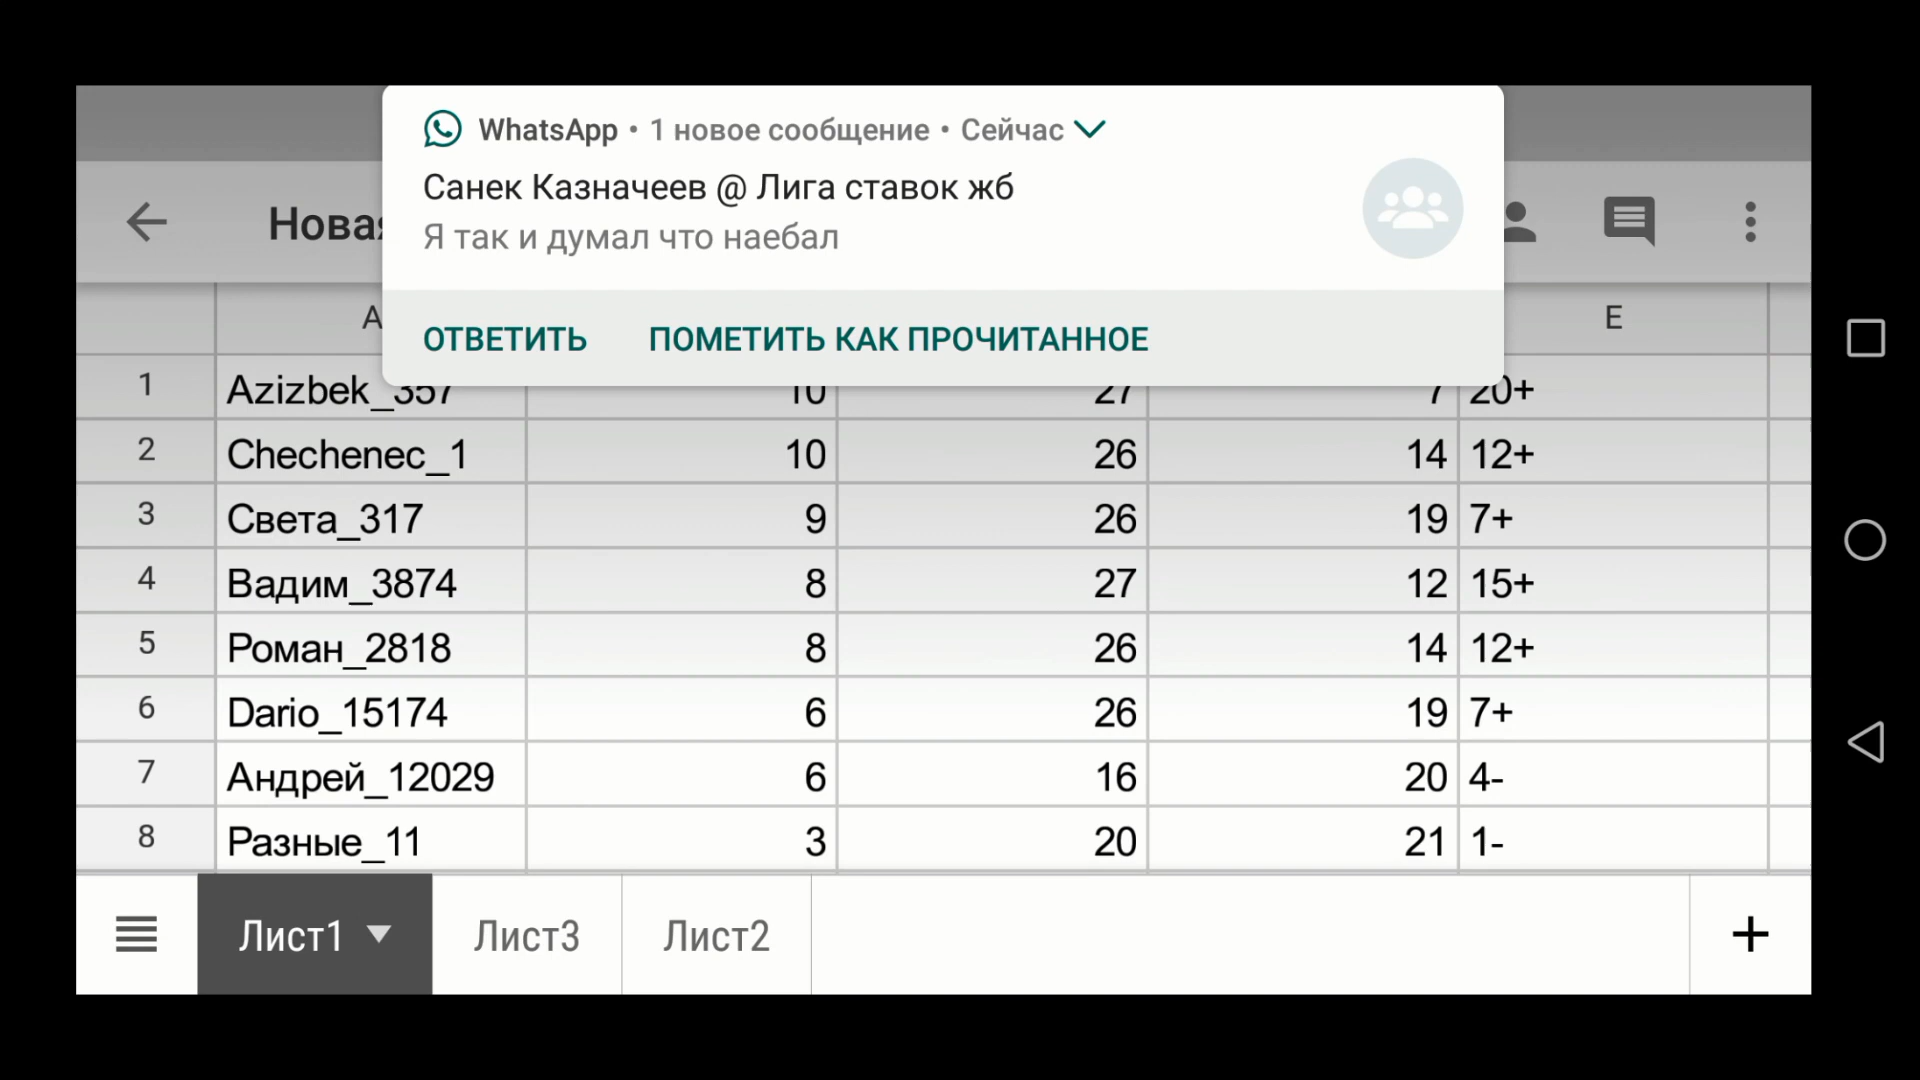 WhatsApp • 1 новое сообщение • Сейчас
Санек Казначеев @ Лига ставок жб
Я так и думал что наебал
ОТВЕТИТЬ ПОМЕТИТЬ КАК ПРОЧИТАННОЕ
A E
1 Azizbek_357 10 27 7 20+
2 Chechenec_1 10 26 14 12+
3 Света_317 9 26 19 7+
4 Вадим_3874 8 27 12 15+
5 Роман_2818 8 26 14 12+
6 Dario_15174 6 26 19 7+
7 Андрей_12029 6 16 20 4-
8 Разные_11 3 20 21 1-
Лист1 Лист3 Лист2